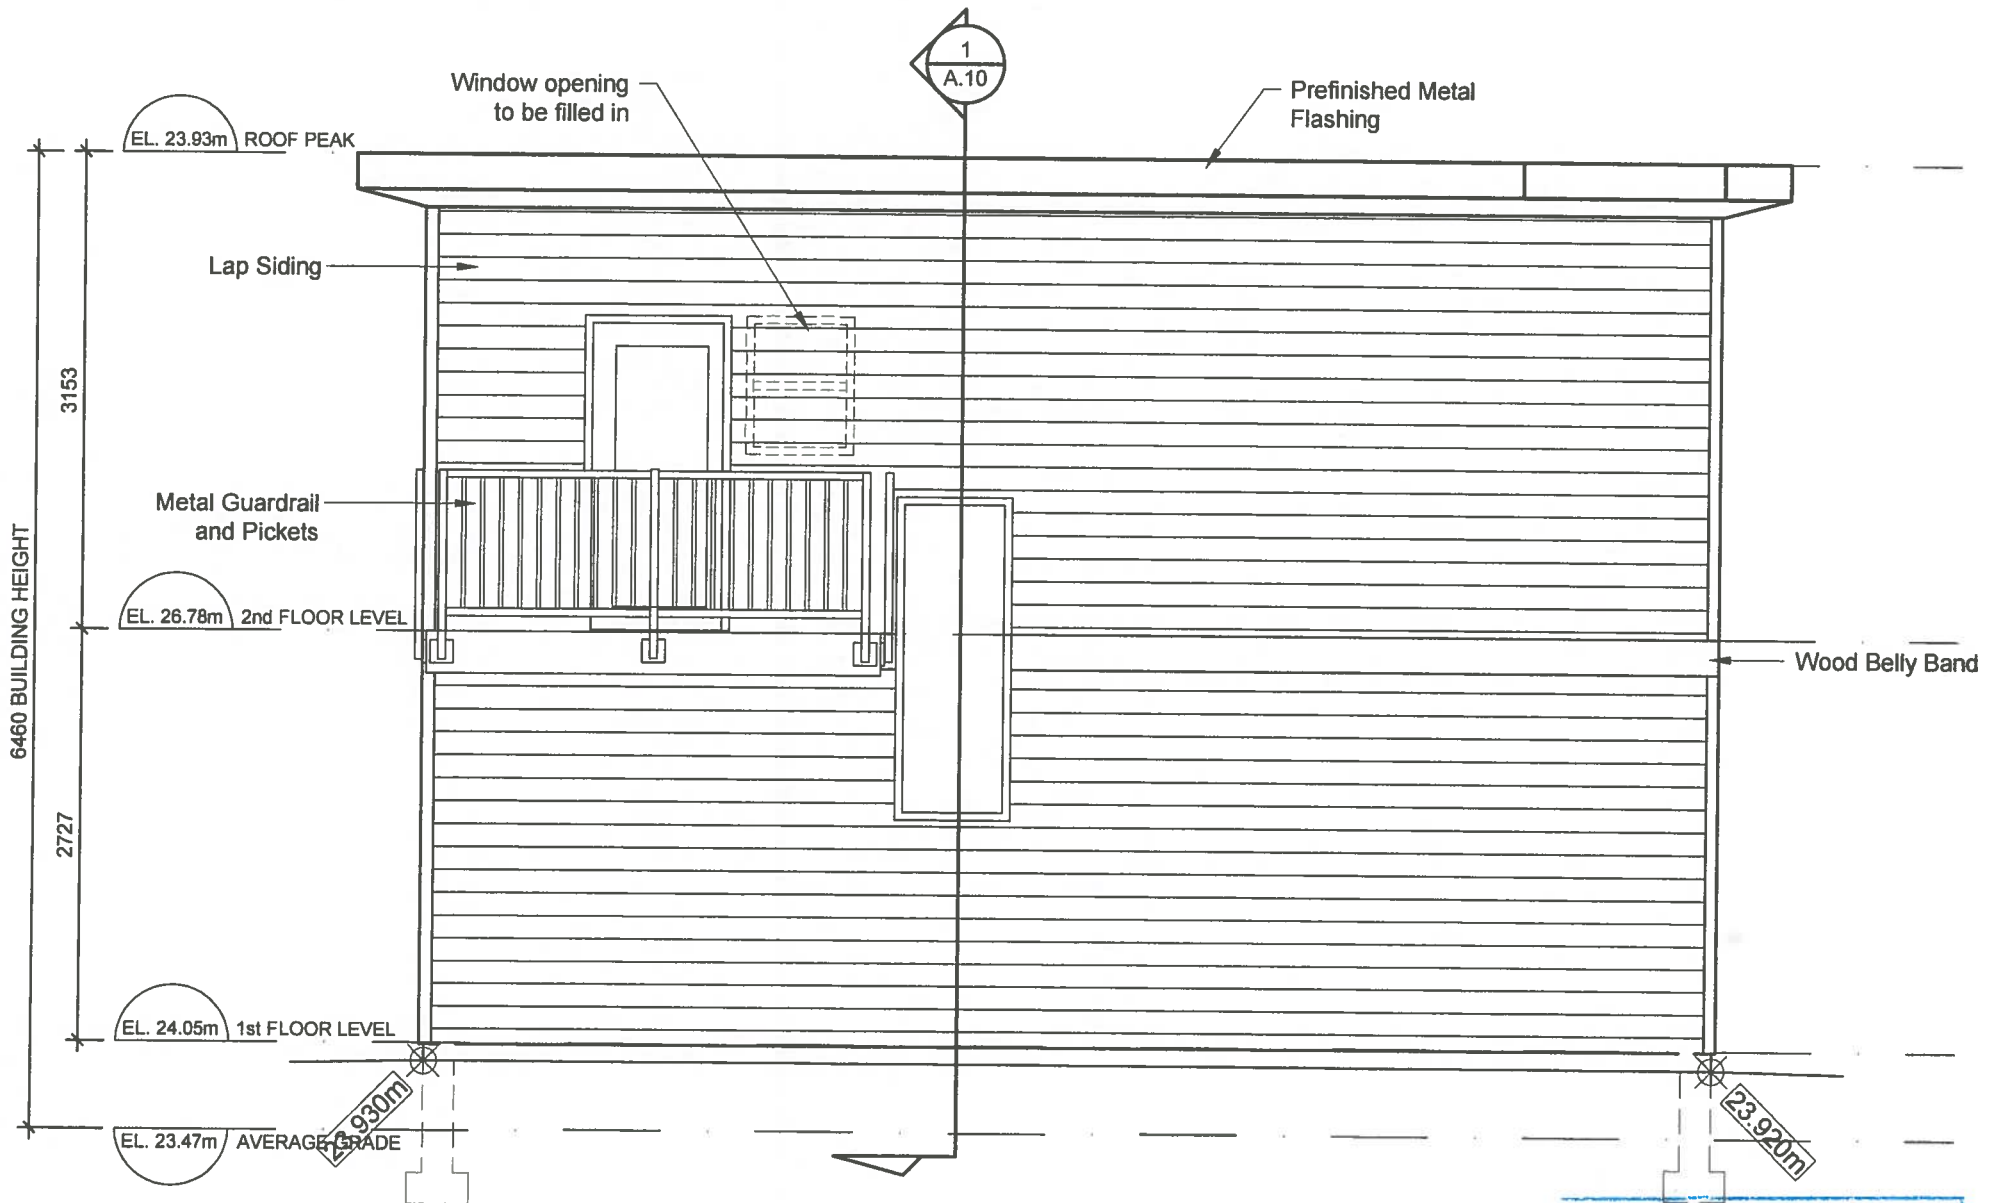 1
A.10
Window opening
to be filled in
Prefinished Metal
Flashing
EL. 23.93m ROOF PEAK
Lap Siding
3153
Metal Guardrail
and Pickets
6460 BUILDING HEIGHT
EL. 26.78m 2nd FLOOR LEVEL
Wood Belly Band
2727
EL. 24.05m 1st FLOOR LEVEL
23.930m
23.920m
EL. 23.47m AVERAGE GRADE